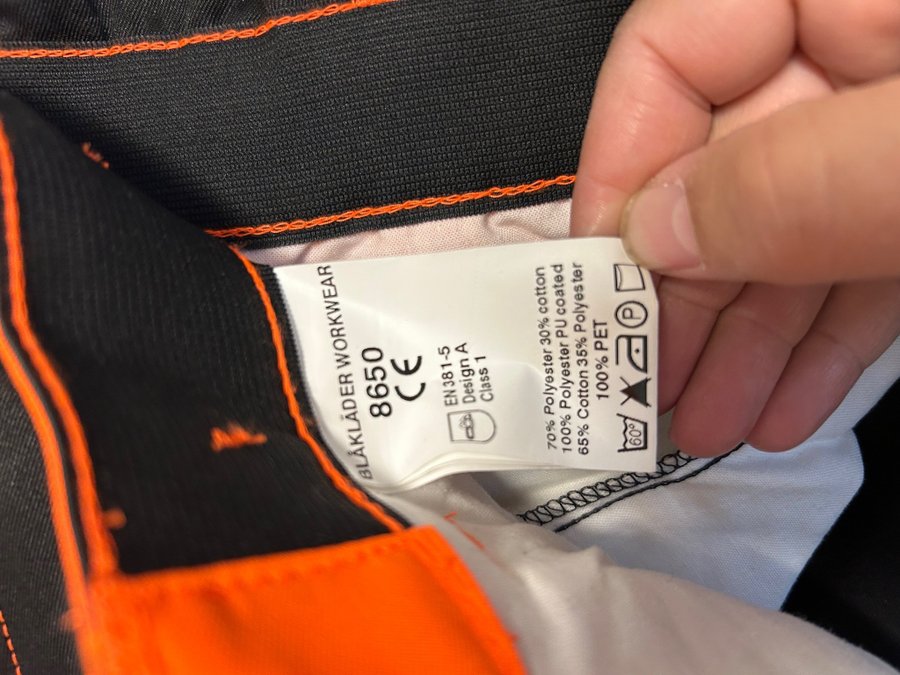 BLÅKLÄDER WORKWEAR
8650
CE
EN381-5
Design A
Class 1
70% Polyester 30% cotton
100% Polyester PU coated
65% Cotton 35% Polyester
100% PET
60°
P